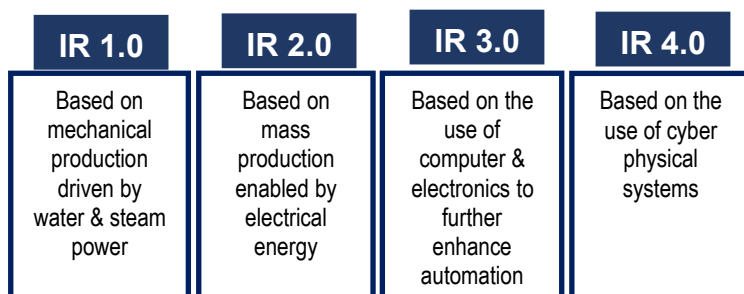 IR 1.0
Based on
mechanical
production
driven by
water & steam
power
IR 2.0
Based on
mass
production
enabled by
electrical
energy
IR 3.0
Based on the
use of
computer &
electronics to
further
enhance
automation
IR 4.0
Based on the
use of cyber
physical
systems